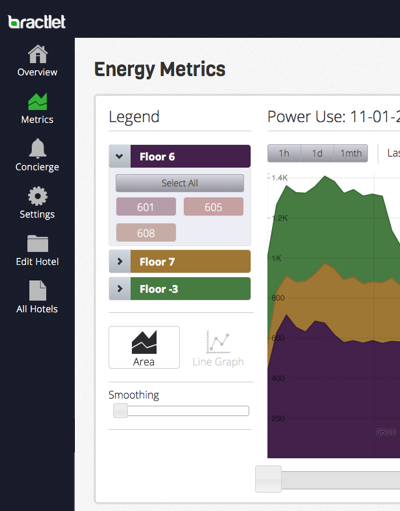 bractlet
Overview
Metrics
Concierge
Settings
Edit Hotel
All Hotels
Energy Metrics
Legend
Floor 6
Select All
601 605
608
Floor 7
Floor -3
Area Line Graph
Smoothing
Power Use: 11-01-2
1h 1d 1mth
1.4K
1.2K
1K
800
600
400
200